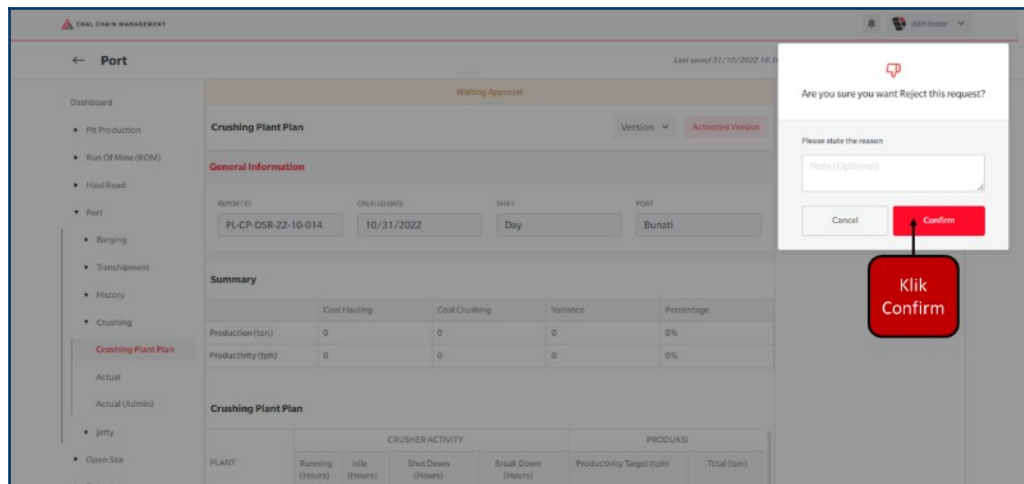 COAL CHAIN MANAGEMENT
ddm tester
← Port
Last saved 31/10/2022 16.1
Waiting Approval
Dashboard
Pit Production
Run Of Mine (ROM)
Haul Road
Port
Barging
Transhipment
History
Crushing
Crushing Plant Plan
Actual
Actual (Admin)
Jetty
Open Sea
Crushing Plant Plan
Version
Activated Version
General Information
REPORT ID CREATED DATE SHIFT PORT
PL-CP-DSR-22-10-014 10/31/2022 Day Bunati
Summary
Coal Hauling Coal Crushing Variance Percentage
Production (ton) 0 0 0 0%
Productivity (tph) 0 0 0 0%
Crushing Plant Plan
CRUSHER ACTIVITY PRODUKSI
PLANT Running (Hours) Idle (Hours) Shut Down (Hours) Break Down (Hours) Productivity Target (tph) Total (ton)
Are you sure you want Reject this request?
Please state the reason
Note (Optional)
Cancel Confirm
Klik
Confirm